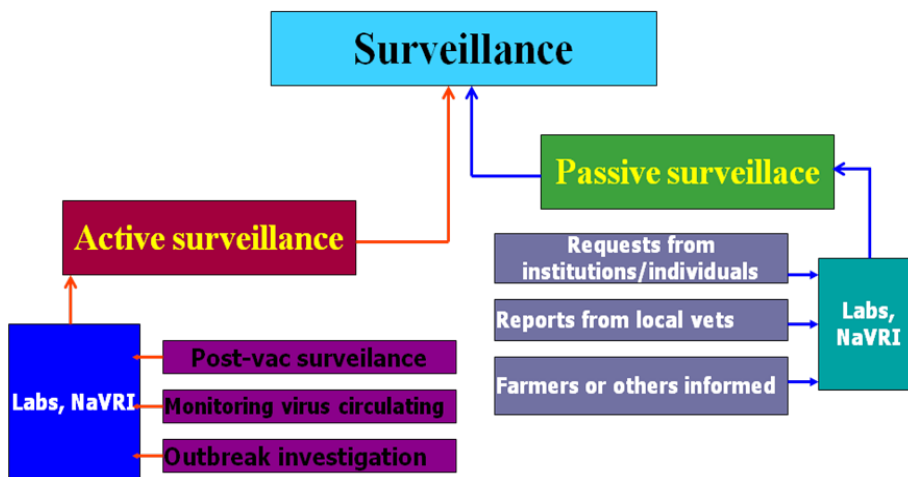 Surveillance
Passive surveillace
Active surveillance
Requests from
institutions/individuals
Reports from local vets
Farmers or others informed
Labs,
NaVRI
Labs, NaVRI
Post-vac surveilance
Monitoring virus circulating
Outbreak investigation